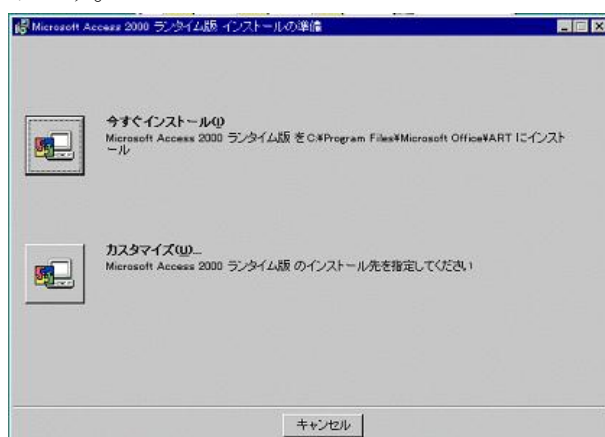 Microsoft Access 2000 ランタイム版 インストールの準備
今すぐインストール(I)
Microsoft Access 2000 ランタイム版 をC:¥Program Files¥Microsoft Office¥ART にインスト
ール
カスタマイズ(U)...
Microsoft Access 2000 ランタイム版 のインストール先を指定してください
キャンセル